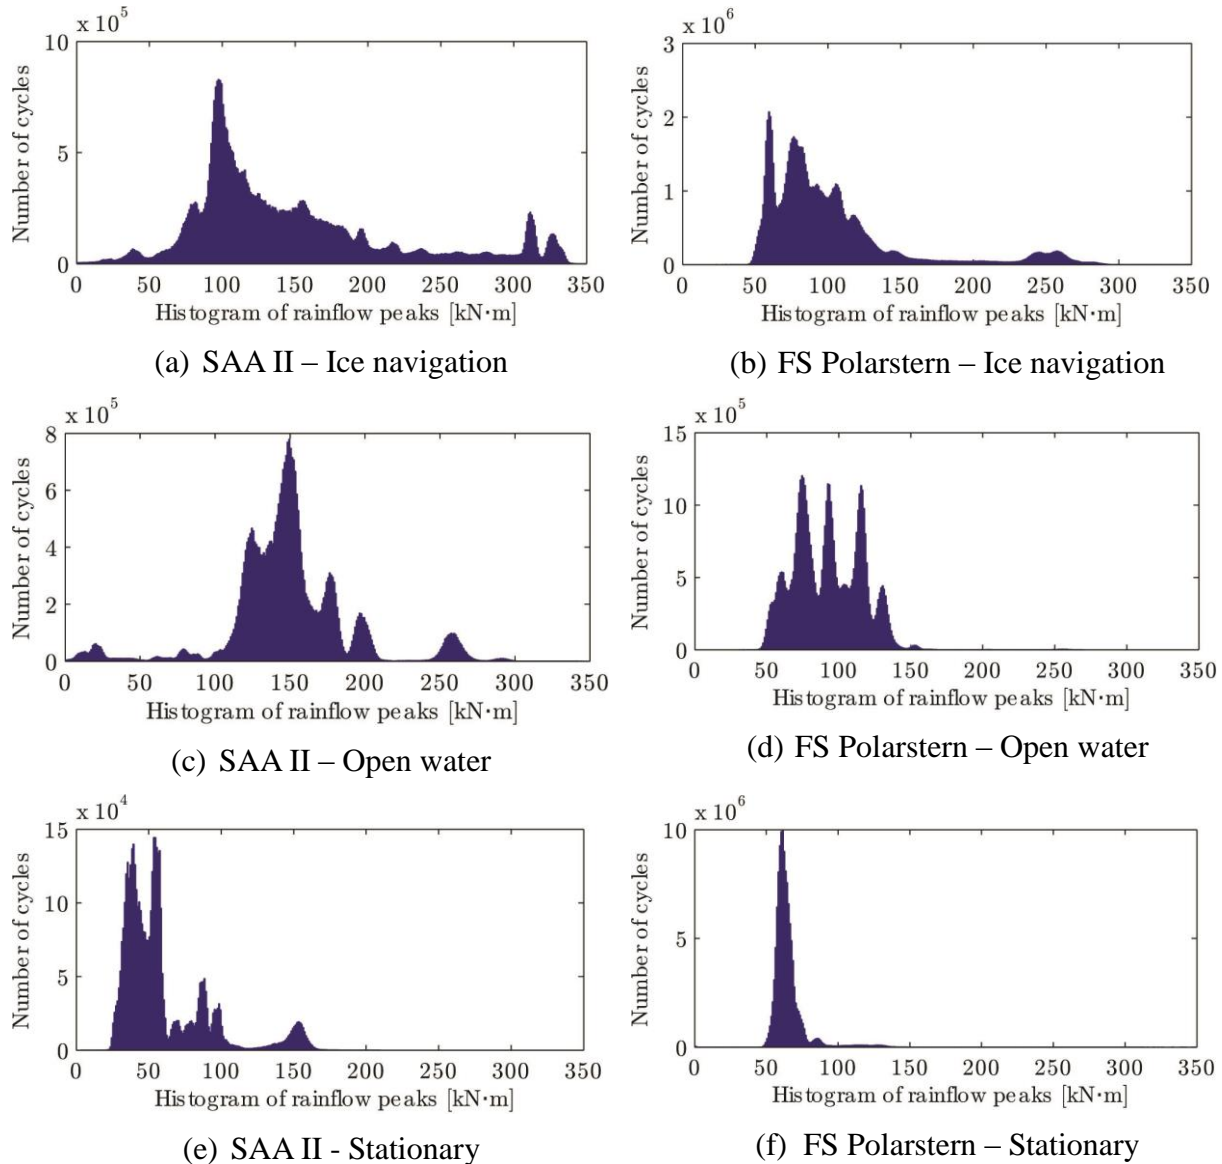 x 10^5
10
5
0
Number of cycles
0 50 100 150 200 250 300 350
Histogram of rainflow peaks [kN·m]
(a) SAA II – Ice navigation
x 10^6
3
2
1
0
Number of cycles
0 50 100 150 200 250 300 350
Histogram of rainflow peaks [kN·m]
(b) FS Polarstern – Ice navigation
x 10^5
8
6
4
2
0
Number of cycles
0 50 100 150 200 250 300 350
Histogram of rainflow peaks [kN·m]
(c) SAA II – Open water
x 10^5
15
10
5
0
Number of cycles
0 50 100 150 200 250 300 350
Histogram of rainflow peaks [kN·m]
(d) FS Polarstern – Open water
x 10^4
15
10
5
0
Number of cycles
0 50 100 150 200 250 300 350
Histogram of rainflow peaks [kN·m]
(e) SAA II - Stationary
x 10^6
10
5
0
Number of cycles
0 50 100 150 200 250 300 350
Histogram of rainflow peaks [kN·m]
(f) FS Polarstern – Stationary